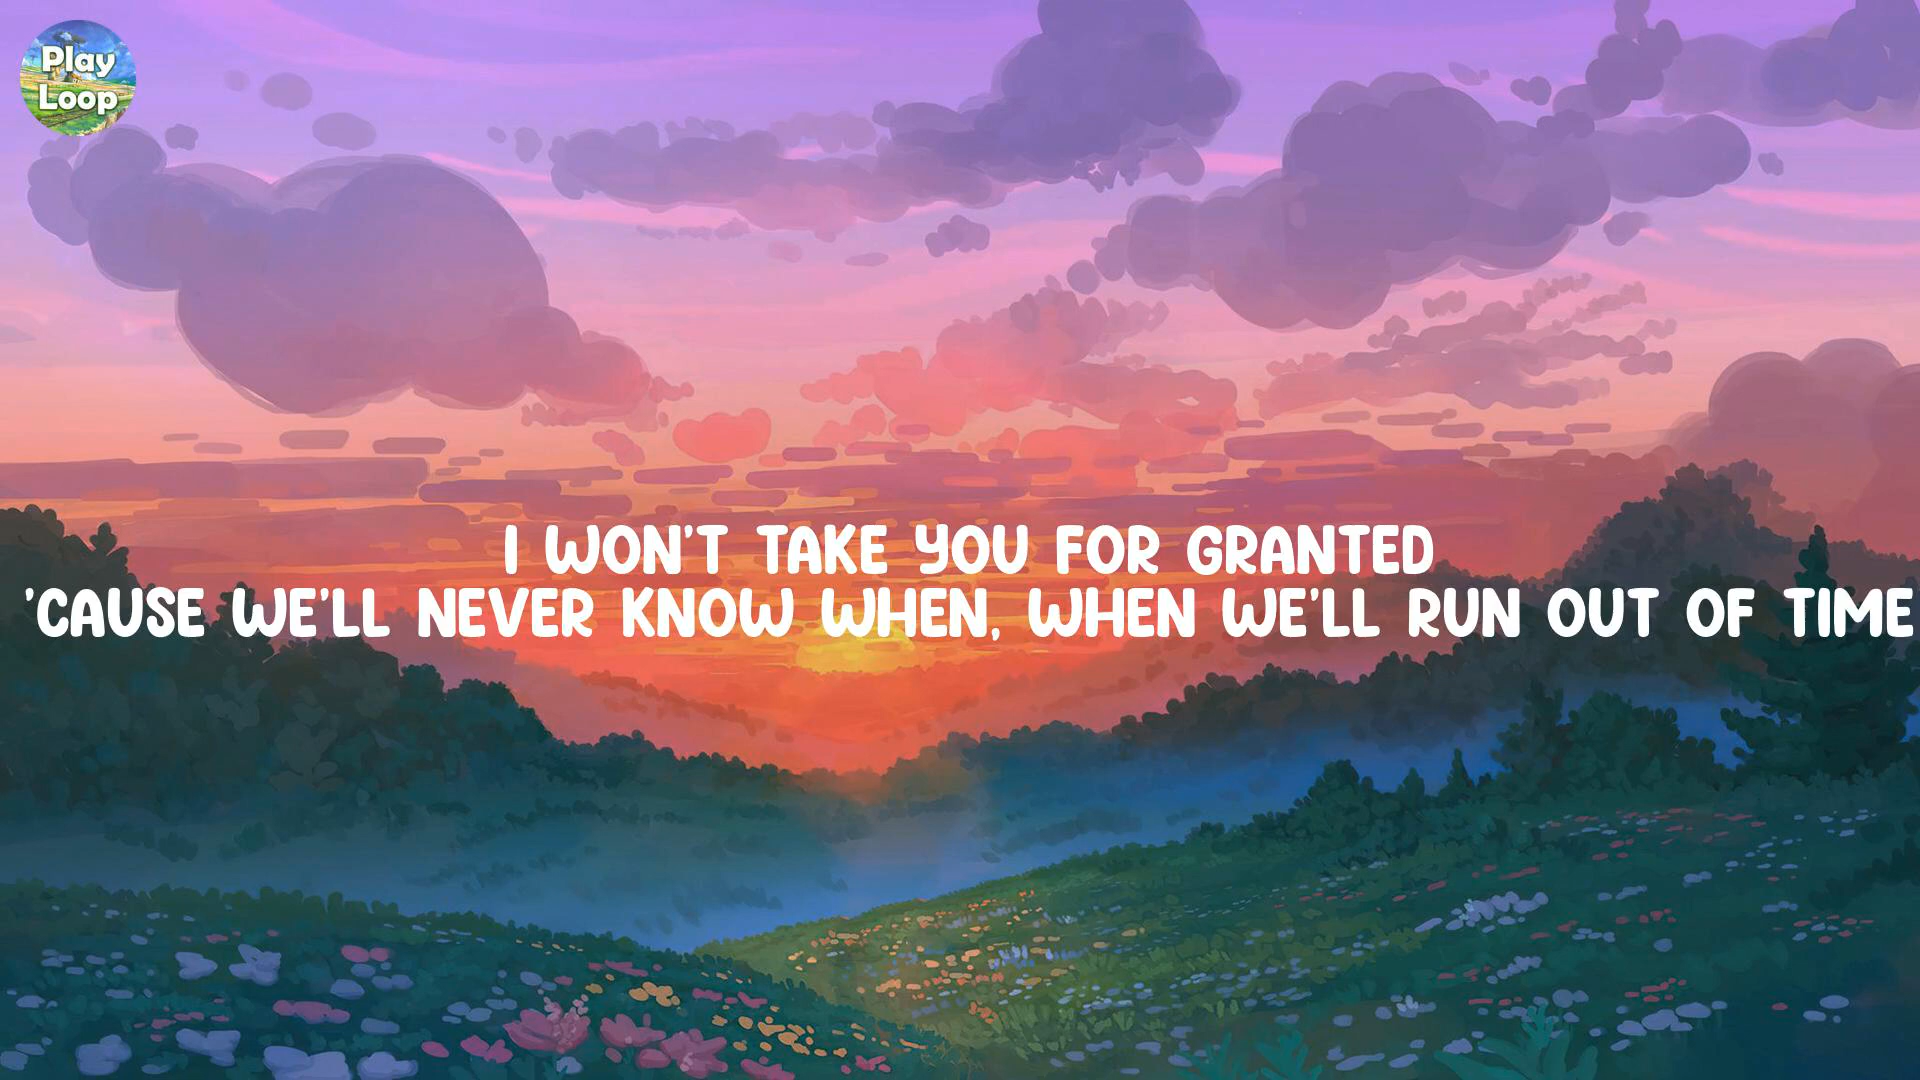 Play
Loop
I WON'T TAKE YOU FOR GRANTED
'CAUSE WE'LL NEVER KNOW WHEN, WHEN WE'LL RUN OUT OF TIME